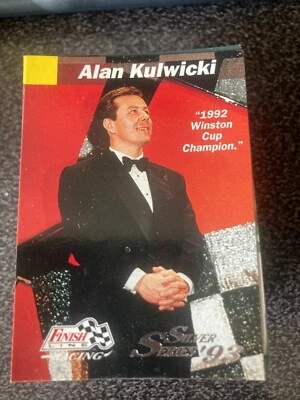 Alan Kulwicki
"1992
Winston
Cup
Champion."
FINISH
LINE
RACING
SILVER
SERIES '93